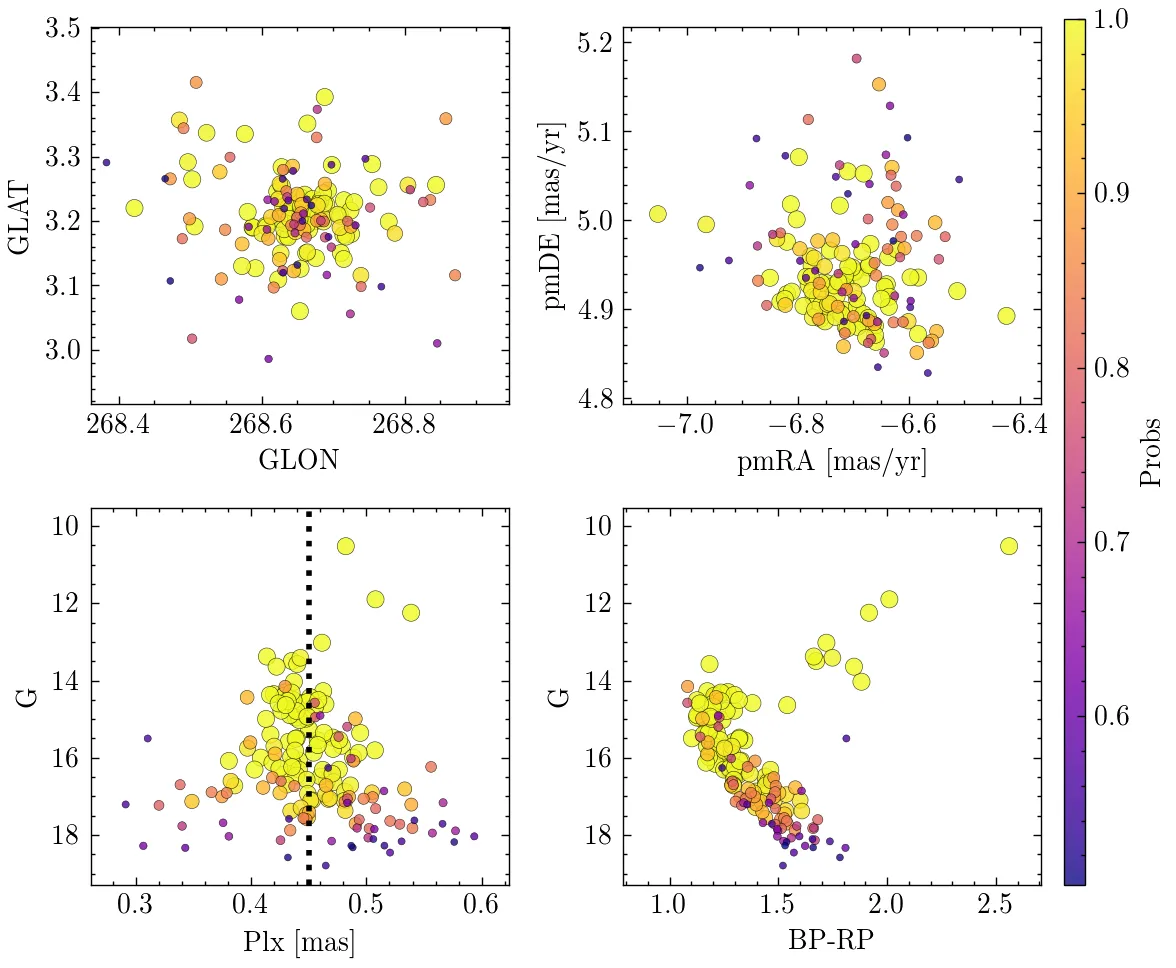 3.5
3.4
3.3
3.2
3.1
3.0
GLAT
268.4 268.6 268.8
GLON
5.2
5.1
5.0
4.9
4.8
pmDE [mas/yr]
−7.0 −6.8 −6.6 −6.4
pmRA [mas/yr]
10
12
14
16
18
G
0.3 0.4 0.5 0.6
Plx [mas]
10
12
14
16
18
G
1.0 1.5 2.0 2.5
BP-RP
1.0
0.9
0.8
0.7
0.6
Probs